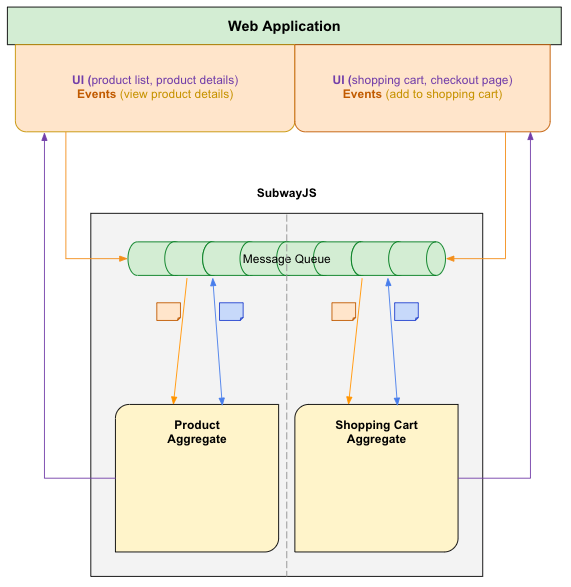 Web Application
UI (product list, product details)
Events (view product details)
UI (shopping cart, checkout page)
Events (add to shopping cart)
SubwayJS
Message Queue
Product
Aggregate
Shopping Cart
Aggregate